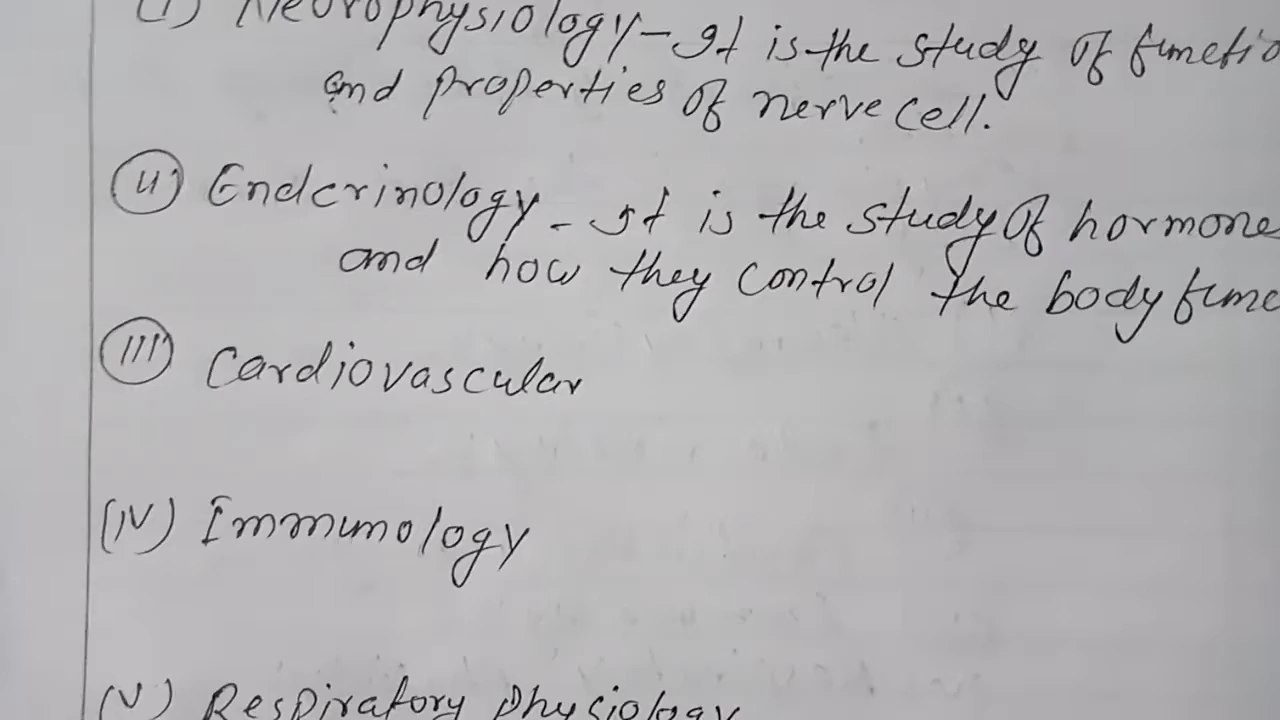 (I) Neurophysiology - It is the study of functio
and properties of nerve cell.
(II) Endcrinology - It is the study of hormone
and how they control the body func
(III) Cardiovascular
(IV) Immunology
(V) Respiratory physiology